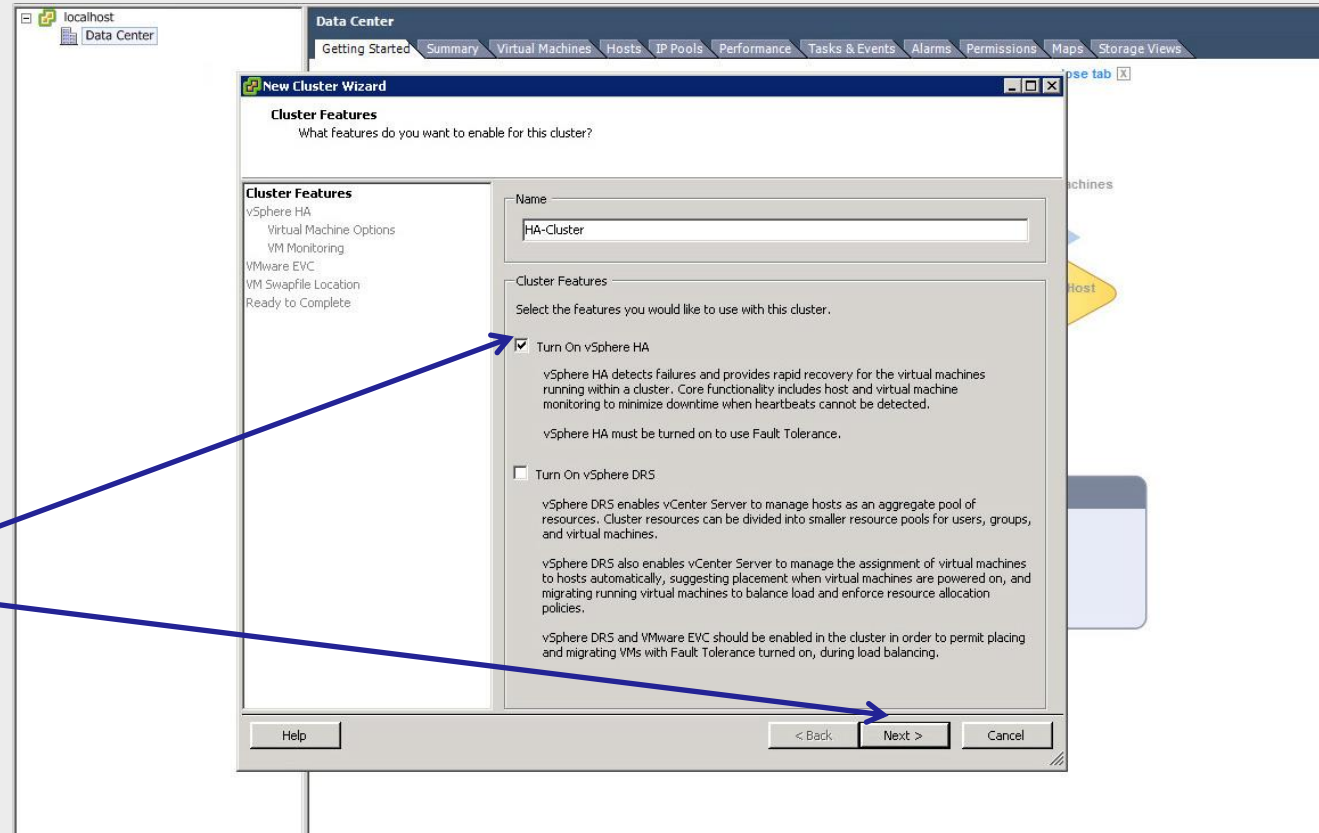 localhost
Data Center
Data Center
Getting Started Summary Virtual Machines Hosts IP Pools Performance Tasks & Events Alarms Permissions Maps Storage Views
ose tab X
New Cluster Wizard
Cluster Features
What features do you want to enable for this cluster?
Cluster Features
vSphere HA
Virtual Machine Options
VM Monitoring
VMware EVC
VM Swapfile Location
Ready to Complete
Name
HA-Cluster
Cluster Features
Select the features you would like to use with this cluster.
Turn On vSphere HA
vSphere HA detects failures and provides rapid recovery for the virtual machines
running within a cluster. Core functionality includes host and virtual machine
monitoring to minimize downtime when heartbeats cannot be detected.
vSphere HA must be turned on to use Fault Tolerance.
Turn On vSphere DRS
vSphere DRS enables vCenter Server to manage hosts as an aggregate pool of
resources. Cluster resources can be divided into smaller resource pools for users, groups,
and virtual machines.
vSphere DRS also enables vCenter Server to manage the assignment of virtual machines
to hosts automatically, suggesting placement when virtual machines are powered on, and
migrating running virtual machines to balance load and enforce resource allocation
policies.
vSphere DRS and VMware EVC should be enabled in the cluster in order to permit placing
and migrating VMs with Fault Tolerance turned on, during load balancing.
achines
Host
Help
< Back
Next >
Cancel